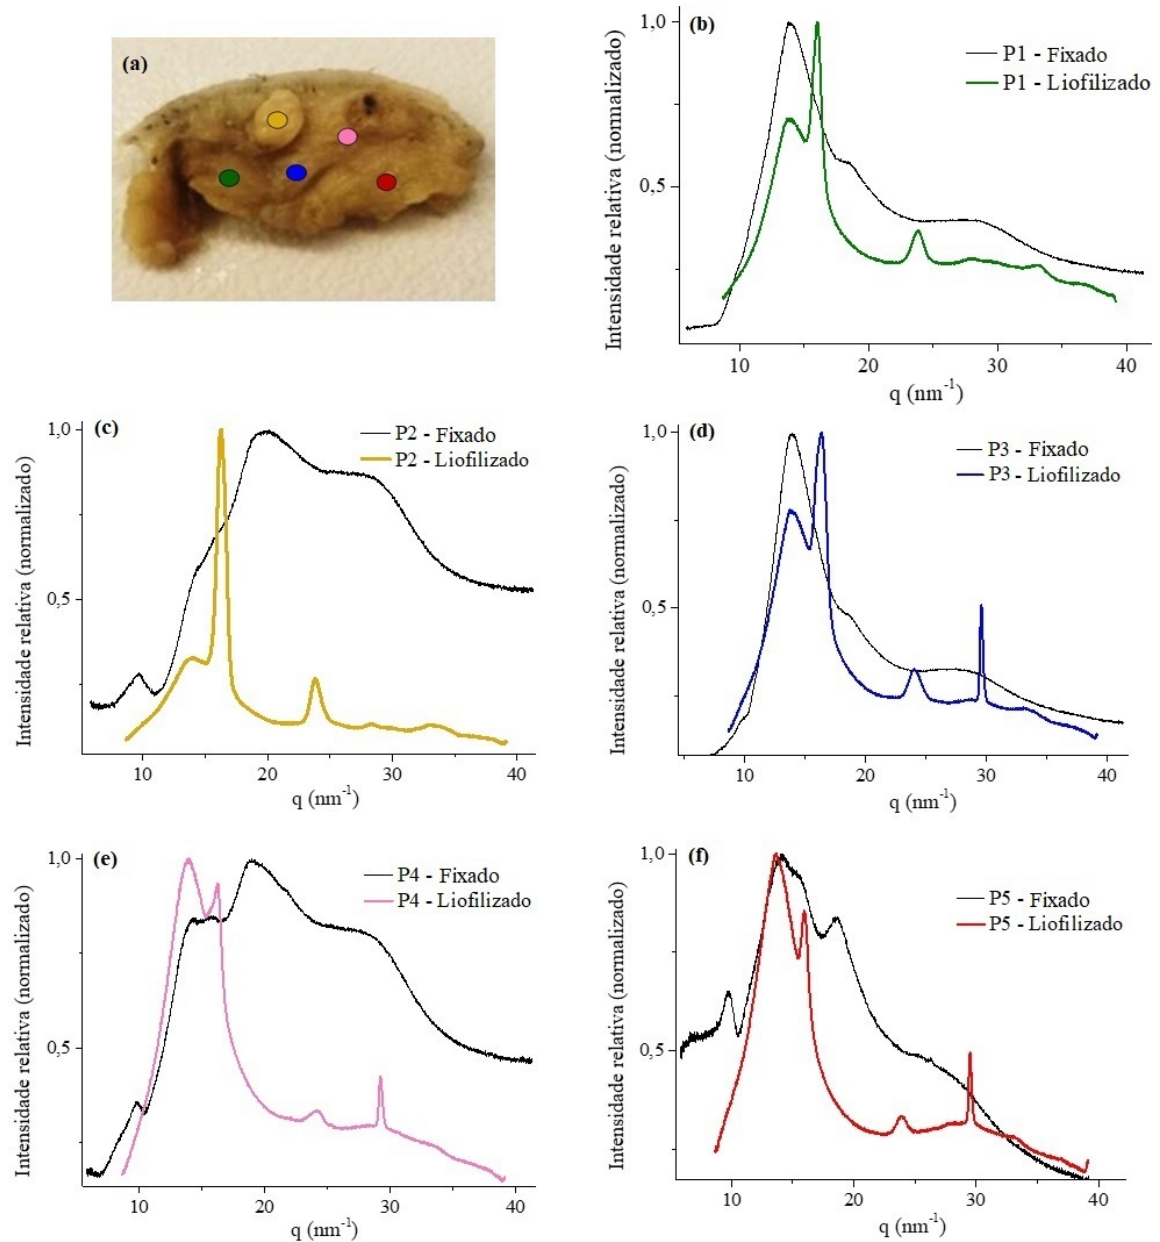 (a)
(b)
P1 - Fixado
P1 - Liofilizado
1,0
0,5
Intensidade relativa (normalizado)
10 20 30 40
q (nm⁻¹)
(c)
P2 - Fixado
P2 - Liofilizado
1,0
0,5
Intensidade relativa (normalizado)
10 20 30 40
q (nm⁻¹)
(d)
P3 - Fixado
P3 - Liofilizado
1,0
0,5
Intensidade relativa (normalizado)
10 20 30 40
q (nm⁻¹)
(e)
P4 - Fixado
P4 - Liofilizado
1,0
0,5
Intensidade relativa (normalizado)
10 20 30 40
q (nm⁻¹)
(f)
P5 - Fixado
P5 - Liofilizado
1,0
0,5
Intensidade relativa (normalizado)
10 20 30 40
q (nm⁻¹)